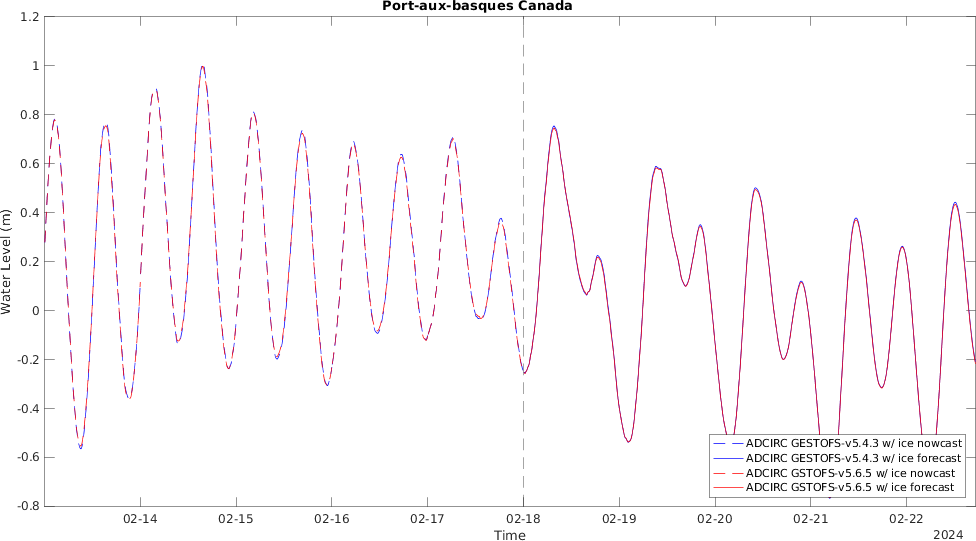 Port-aux-basques Canada
1.2
1
0.8
0.6
0.4
0.2
0
-0.2
-0.4
-0.6
-0.8
Water Level (m)
ADCIRC GESTOFS-v5.4.3 w/ ice nowcast
ADCIRC GESTOFS-v5.4.3 w/ ice forecast
ADCIRC GSTOFS-v5.6.5 w/ ice nowcast
ADCIRC GSTOFS-v5.6.5 w/ ice forecast
02-14 02-15 02-16 02-17 02-18 02-19 02-20 02-21 02-22
Time
2024